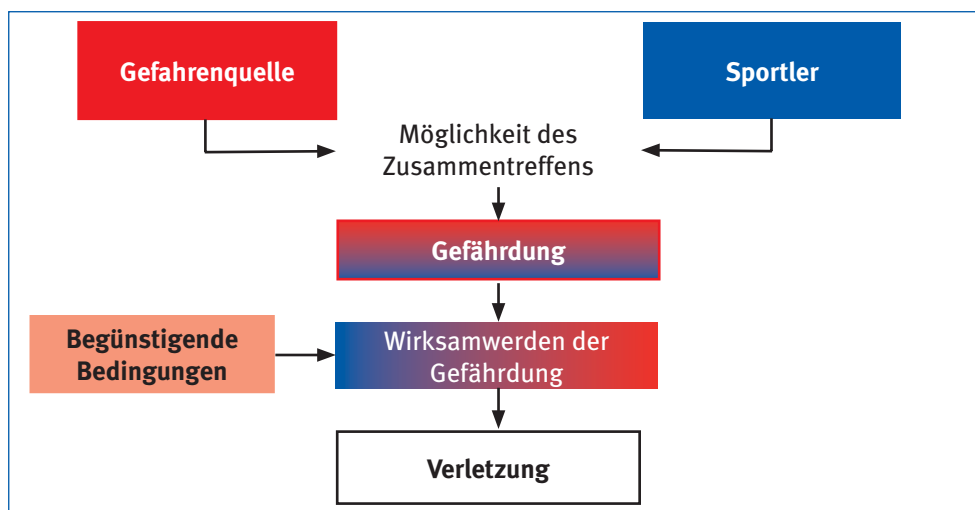 Gefahrenquelle
Sportler
Möglichkeit des
Zusammentreffens
Gefährdung
Begünstigende
Bedingungen
Wirksamwerden der
Gefährdung
Verletzung